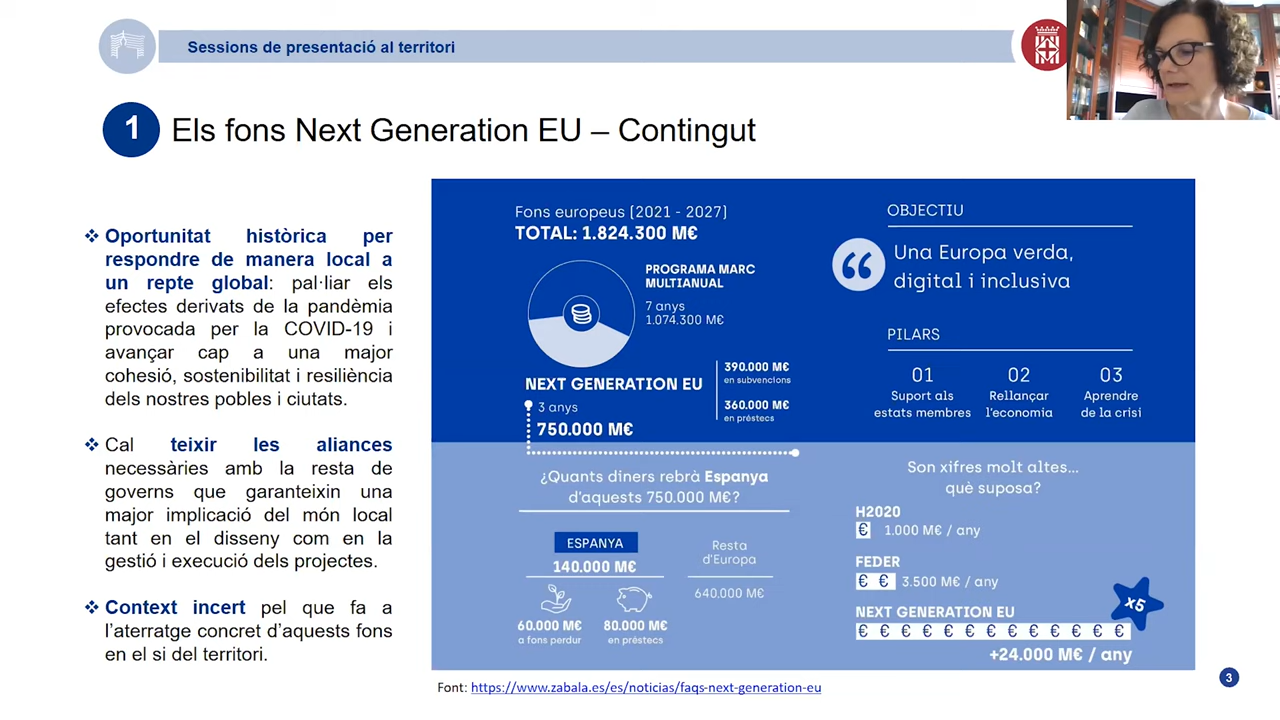 Sessions de presentació al territori
1
Els fons Next Generation EU – Contingut
❖ Oportunitat històrica per
respondre de manera local a
un repte global: pal·liar els
efectes derivats de la pandèmia
provocada per la COVID-19 i
avançar cap a una major
cohesió, sostenibilitat i resiliència
dels nostres pobles i ciutats.
❖ Cal teixir les aliances
necessàries amb la resta de
governs que garanteixin una
major implicació del món local
tant en el disseny com en la
gestió i execució dels projectes.
❖ Context incert pel que fa a
l’aterratge concret d’aquests fons
en el si del territori.
Fons europeus [2021 - 2027]
TOTAL: 1.824.300 M€
PROGRAMA MARC
MULTIANUAL
7 anys
1.074.300 M€
NEXT GENERATION EU
3 anys
750.000 M€
390.000 M€
en subvencions
360.000 M€
en préstecs
OBJECTIU
“
Una Europa verda,
digital i inclusiva
PILARS
01
Suport als
estats membres
02
Rellançar
l’economia
03
Aprendre
de la crisi
¿Quants diners rebrà Espanya
d’aquests 750.000 M€?
ESPANYA
140.000 M€
60.000 M€
a fons perdur
80.000 M€
en préstecs
Resta
d’Europa
640.000 M€
Son xifres molt altes...
què suposa?
H2020
€ 1.000 M€ / any
FEDER
€ € 3.500 M€ / any
NEXT GENERATION EU
€ € € € € € € € € € € € €
x5
+24.000 M€ / any
Font: https://www.zabala.es/es/noticias/faqs-next-generation-eu
3